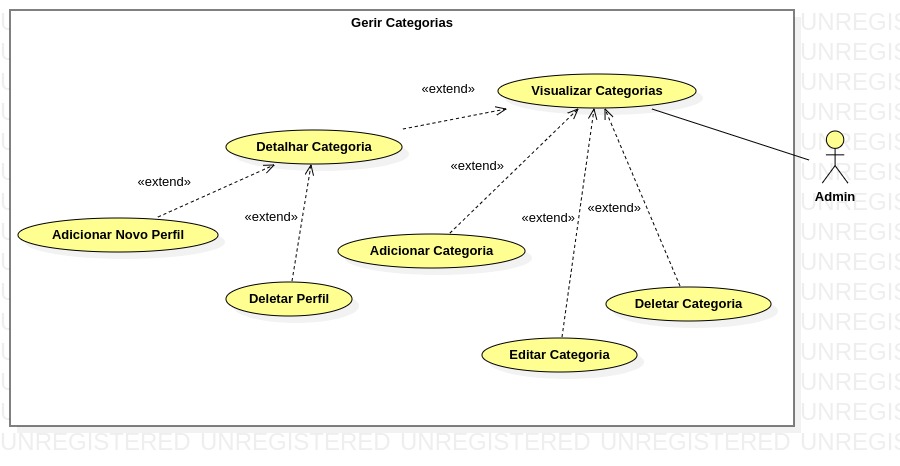 Gerir Categorias
«extend»
Visualizar Categorias
Detalhar Categoria
«extend»
«extend»
Admin
«extend»
«extend»
«extend»
Adicionar Novo Perfil
Adicionar Categoria
Deletar Perfil
Deletar Categoria
Editar Categoria
UNREGISTERED UNREGISTERED UNREGISTERED UNREGISTERED UNREGIS